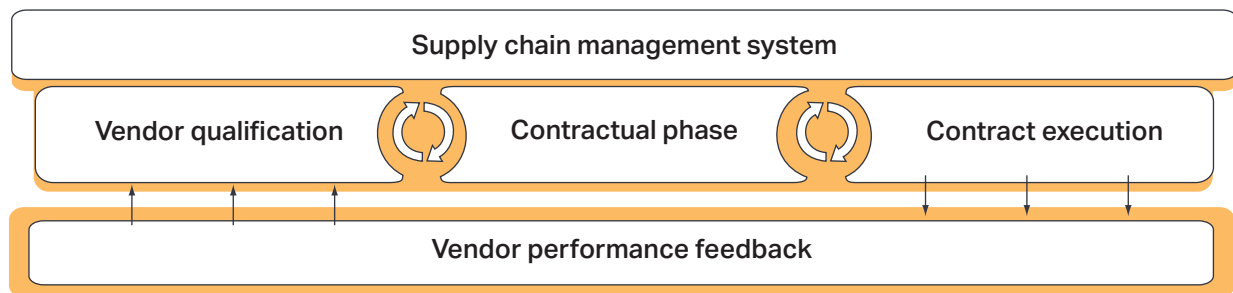 Supply chain management system
Vendor qualification
Contractual phase
Contract execution
Vendor performance feedback